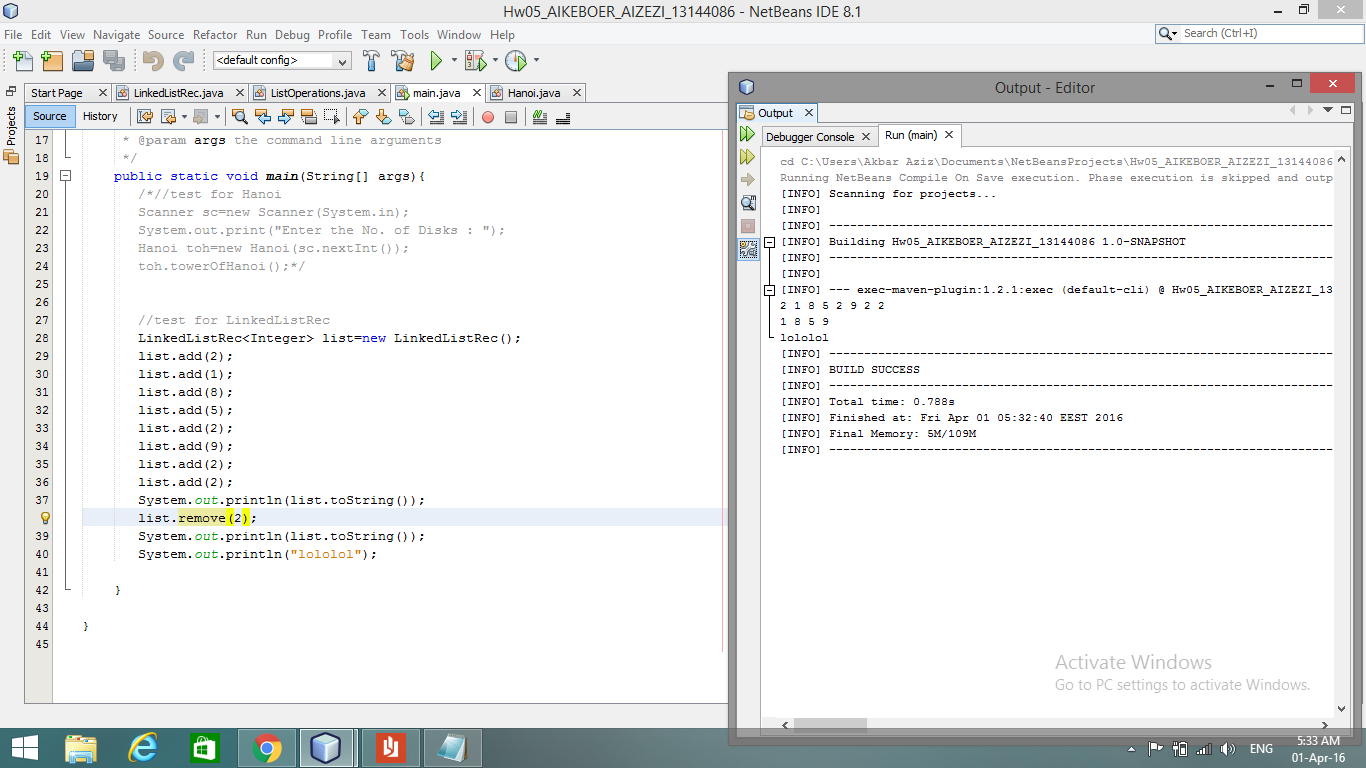 Hw05_AIKEBOER_AIZEZI_13144086 - NetBeans IDE 8.1
File Edit View Navigate Source Refactor Run Debug Profile Team Tools Window Help
Search (Ctrl+I)
<default config>
Start Page LinkedListRec.java ListOperations.java main.java Hanoi.java
Projects
Source History
17 * @param args the command line arguments
18 */
19 public static void main(String[] args){
20 /*//test for Hanoi
21 Scanner sc=new Scanner(System.in);
22 System.out.print("Enter the No. of Disks : ");
23 Hanoi toh=new Hanoi(sc.nextInt());
24 toh.towerOfHanoi();*/
25
26
27 //test for LinkedListRec
28 LinkedListRec<Integer> list=new LinkedListRec();
29 list.add(2);
30 list.add(1);
31 list.add(8);
32 list.add(5);
33 list.add(2);
34 list.add(9);
35 list.add(2);
36 list.add(2);
37 System.out.println(list.toString());
list.remove(2);
39 System.out.println(list.toString());
40 System.out.println("lololol");
41
42 }
43
44 }
45
Output - Editor
Output
Debugger Console Run (main)
cd C:\Users\Akbar Aziz\Documents\NetBeansProjects\Hw05_AIKEBOER_AIZEZI_13144086
Running NetBeans Compile On Save execution. Phase execution is skipped and outp
[INFO] Scanning for projects...
[INFO]
[INFO] ------------------------------------------------------------------------
[INFO] Building Hw05_AIKEBOER_AIZEZI_13144086 1.0-SNAPSHOT
[INFO] ------------------------------------------------------------------------
[INFO]
[INFO] --- exec-maven-plugin:1.2.1:exec (default-cli) @ Hw05_AIKEBOER_AIZEZI_13
2 1 8 5 2 9 2 2
1 8 5 9
lololol
[INFO] ------------------------------------------------------------------------
[INFO] BUILD SUCCESS
[INFO] ------------------------------------------------------------------------
[INFO] Total time: 0.788s
[INFO] Finished at: Fri Apr 01 05:32:40 EEST 2016
[INFO] Final Memory: 5M/109M
[INFO] ------------------------------------------------------------------------
Activate Windows
Go to PC settings to activate Windows.
ENG
5:33 AM
01-Apr-16